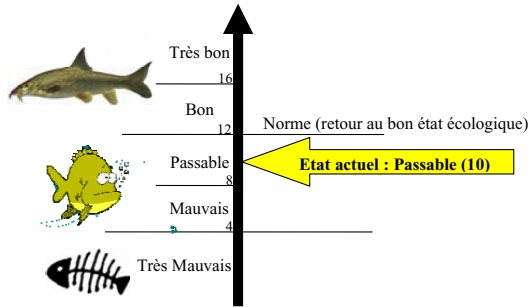 Très bon
16
Bon
Norme (retour au bon état écologique)
12
Passable
Etat actuel : Passable (10)
8
Mauvais
4
Très Mauvais